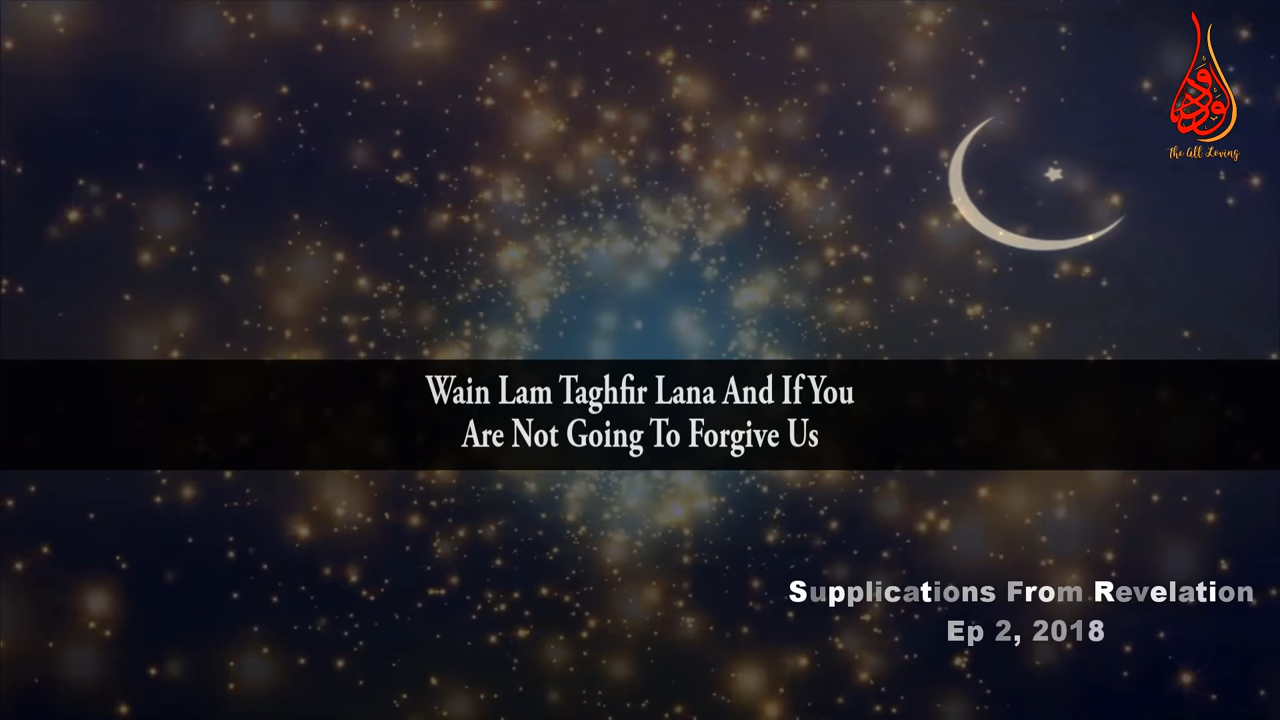 الودود
The All Loving
Wain Lam Taghfir Lana And If You
Are Not Going To Forgive Us
Supplications From Revelation
Ep 2, 2018